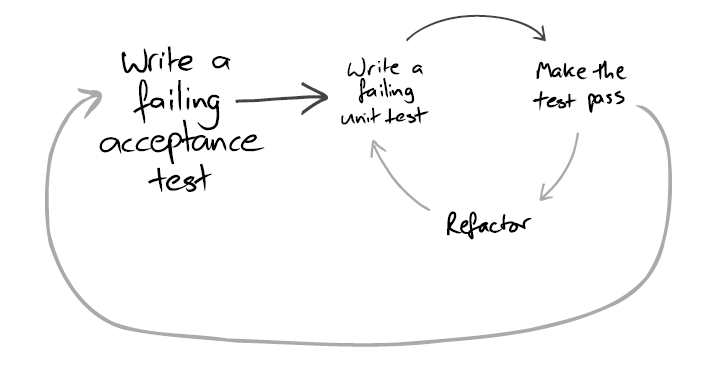 Write a
failing
acceptance
test
Write a
failing
unit test
Make the
test pass
Refactor